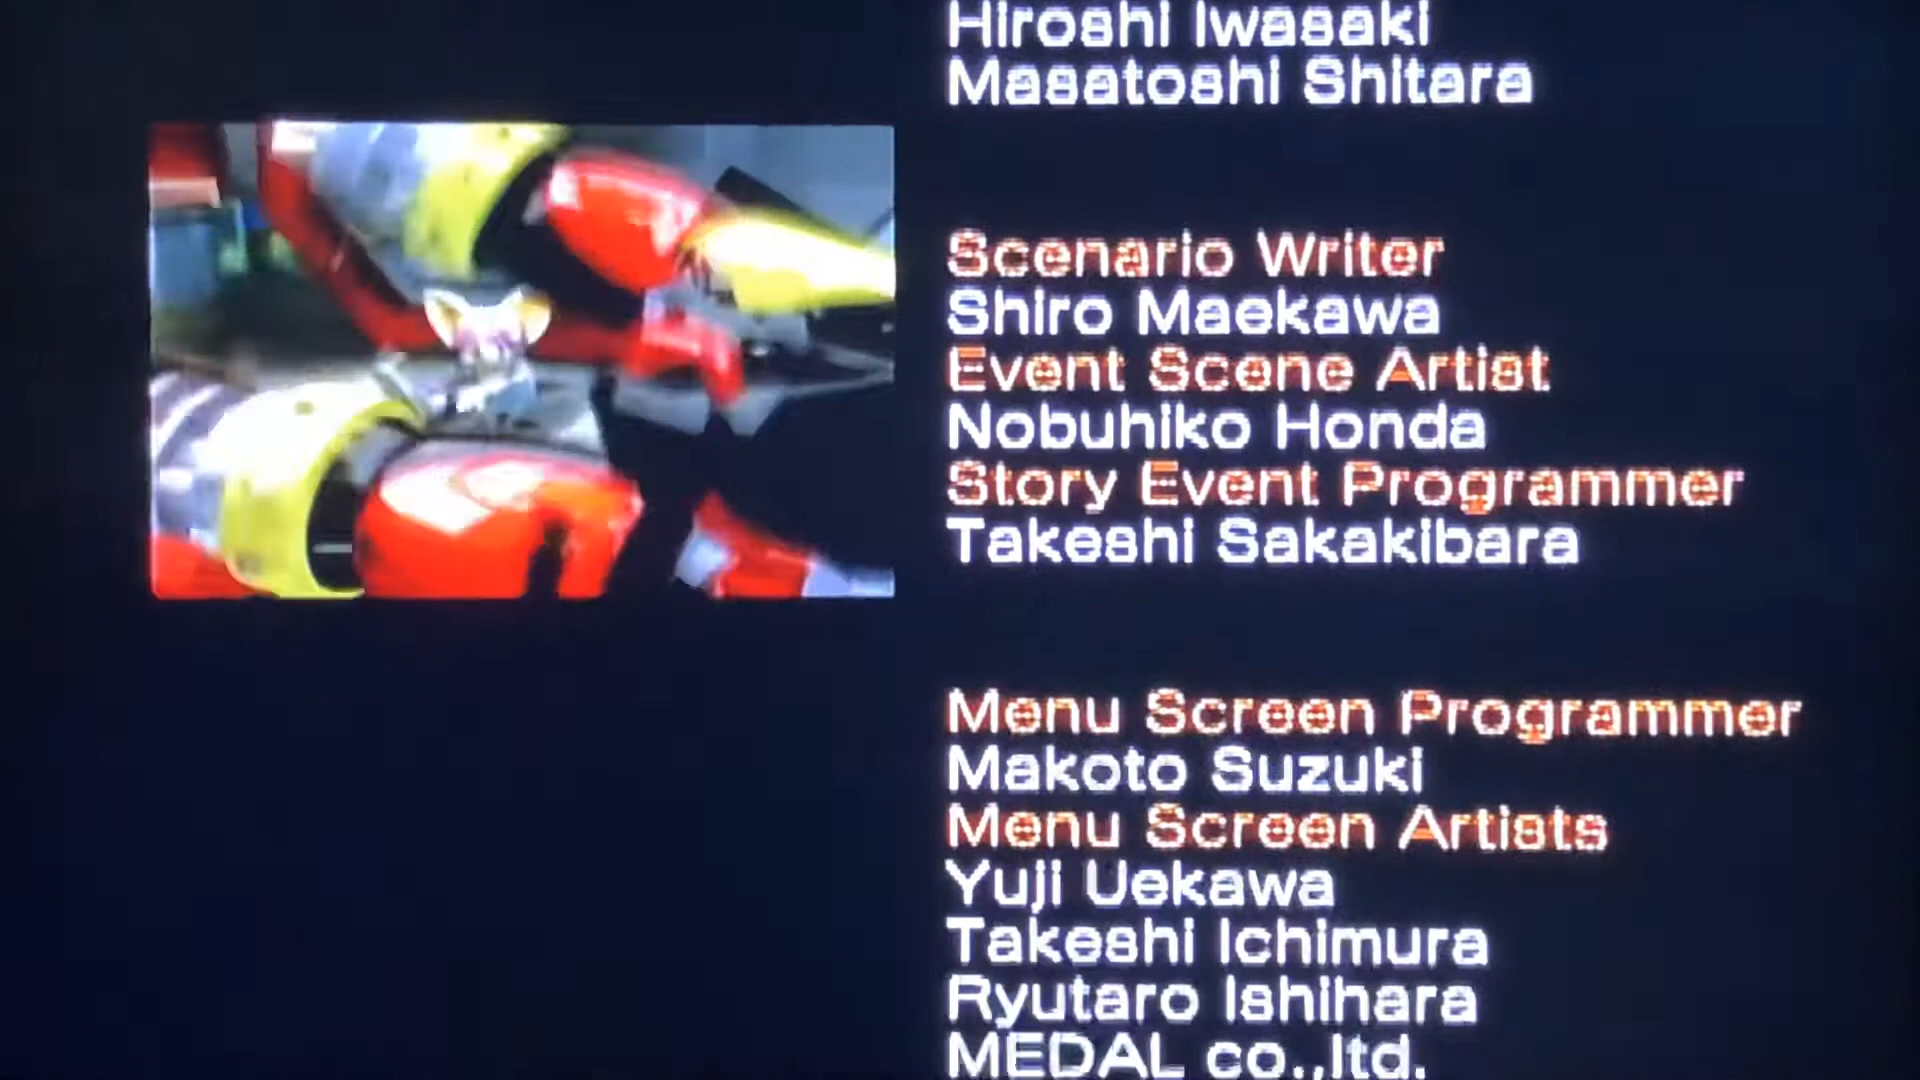 Hiroshi Iwasaki
Masatoshi Shitara
Scenario Writer
Shiro Maekawa
Event Scene Artist
Nobuhiko Honda
Story Event Programmer
Takeshi Sakakibara
Menu Screen Programmer
Makoto Suzuki
Menu Screen Artists
Yuji Uekawa
Takeshi Ichimura
Ryutaro Ishihara
MEDAL co.,ltd.